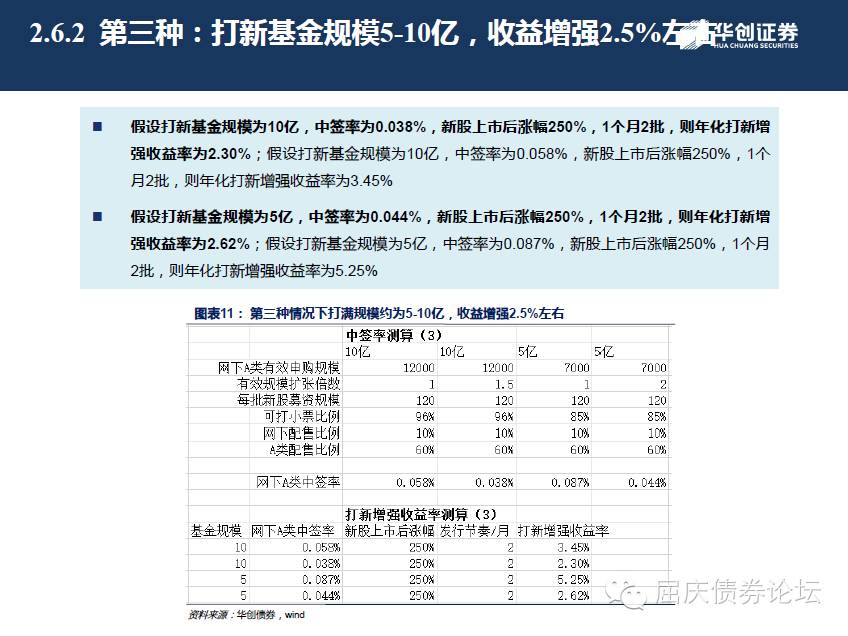 2.6.2 第三种：打新基金规模5-10亿，收益增强2.5%左右
华创证券
HUA CHUANG SECURITIES
假设打新基金规模为10亿，中签率为0.038%，新股上市后涨幅250%，1个月2批，则年化打新增
强收益率为2.30%；假设打新基金规模为10亿，中签率为0.058%，新股上市后涨幅250%，1个
月2批，则年化打新增强收益率为3.45%
假设打新基金规模为5亿，中签率为0.044%，新股上市后涨幅250%，1个月2批，则年化打新增
强收益率为2.62%；假设打新基金规模为5亿，中签率为0.087%，新股上市后涨幅250%，1个月
2批，则年化打新增强收益率为5.25%
图表11： 第三种情况下打满规模约为5-10亿，收益增强2.5%左右
中签率测算（3）
10亿 10亿 5亿 5亿
网下A类有效申购规模 12000 12000 7000 7000
有效规模扩张倍数 1 1.5 1 2
每批新股募资规模 120 120 120 120
可打小票比例 96% 96% 85% 85%
网下配售比例 10% 10% 10% 10%
A类配售比例 60% 60% 60% 60%
网下A类中签率 0.058% 0.038% 0.087% 0.044%
打新增强收益率测算（3）
基金规模 网下A类中签率 新股上市后涨幅 发行节奏/月 打新增强收益率
10 0.058% 250% 2 3.45%
10 0.038% 250% 2 2.30%
5 0.087% 250% 2 5.25%
5 0.044% 250% 2 2.62%
资料来源：华创债券，wind
屈庆债券论坛